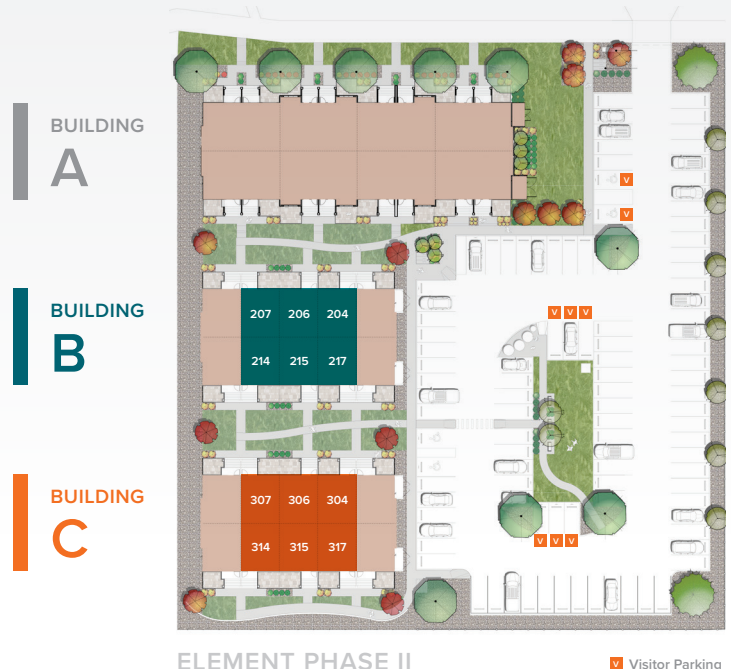 BUILDING
A
V
V
BUILDING
B
207 206 204
214 215 217
V V V
BUILDING
C
307 306 304
314 315 317
V V V
ELEMENT PHASE II
V Visitor Parking